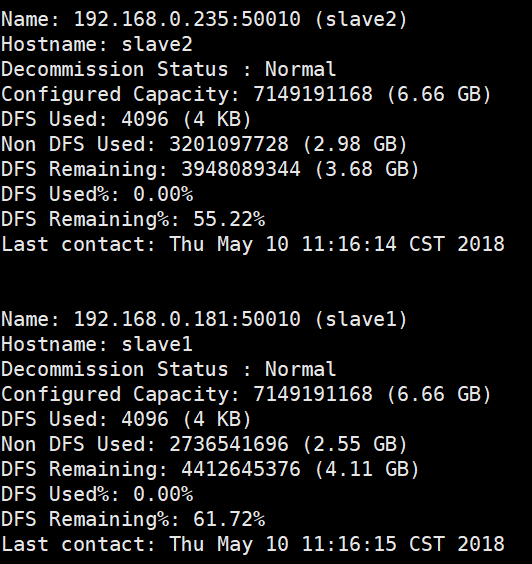 Name: 192.168.0.235:50010 (slave2)
Hostname: slave2
Decommission Status : Normal
Configured Capacity: 7149191168 (6.66 GB)
DFS Used: 4096 (4 KB)
Non DFS Used: 3201097728 (2.98 GB)
DFS Remaining: 3948089344 (3.68 GB)
DFS Used%: 0.00%
DFS Remaining%: 55.22%
Last contact: Thu May 10 11:16:14 CST 2018
Name: 192.168.0.181:50010 (slave1)
Hostname: slave1
Decommission Status : Normal
Configured Capacity: 7149191168 (6.66 GB)
DFS Used: 4096 (4 KB)
Non DFS Used: 2736541696 (2.55 GB)
DFS Remaining: 4412645376 (4.11 GB)
DFS Used%: 0.00%
DFS Remaining%: 61.72%
Last contact: Thu May 10 11:16:15 CST 2018